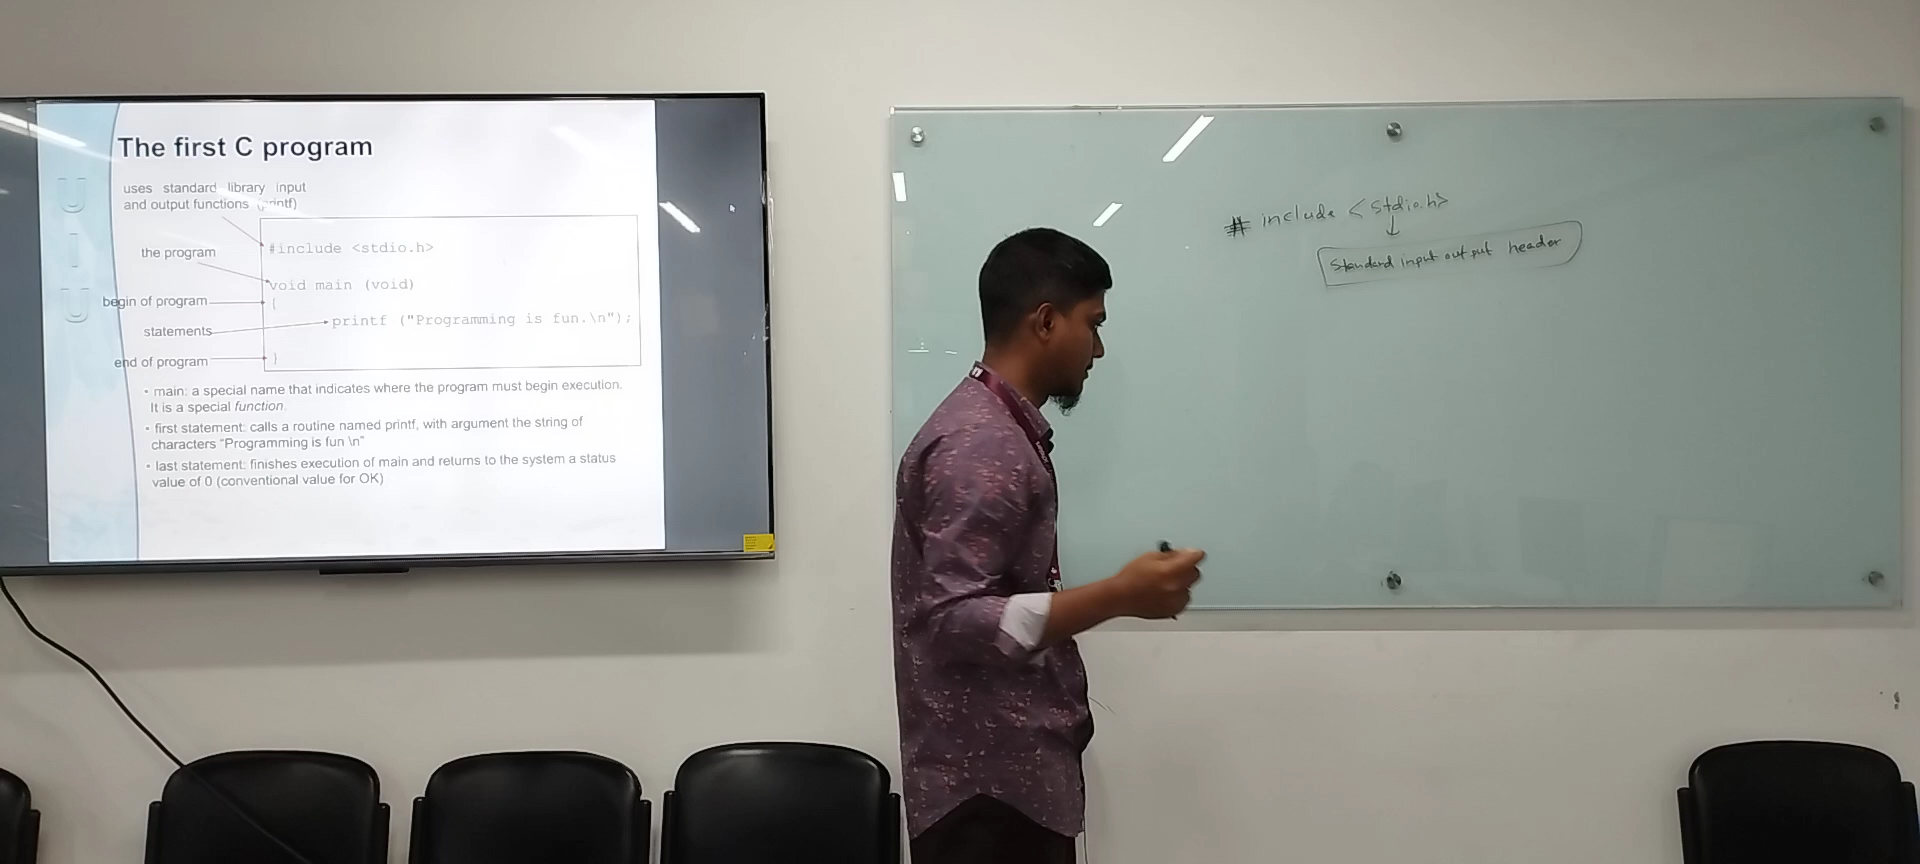 The first C program
uses standard library input
and output functions (printf)
#include <stdio.h>
the program
void main (void)
begin of program
{
statements
printf ("Programming is fun.\n");
end of program
}
• main: a special name that indicates where the program must begin execution.
It is a special function.
• first statement: calls a routine named printf, with argument the string of
characters "Programming is fun \n"
• last statement: finishes execution of main and returns to the system a status
value of 0 (conventional value for OK)
U
I
U
# include <stdio.h>
Standard input output header